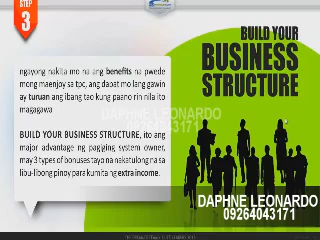 STEP
3
ngayong nakita mo na ang benefits na pwede
mong maenjoy sa tpc, ang dapat mo lang gawin
ay turuan ang ibang tao kung paano rin nila ito
magagawa
BUILD YOUR BUSINESS STRUCTURE, ito ang
major advantage ng pagiging system owner,
may 3 types of bonuses tayo na nakatulong na sa
libu-libong pinoy para kumita ng extra income.
BUILD YOUR
BUSINESS
STRUCTURE
DAPHNE LEONARDO
09264043171
DAPHNE LEONARDO
09264043171